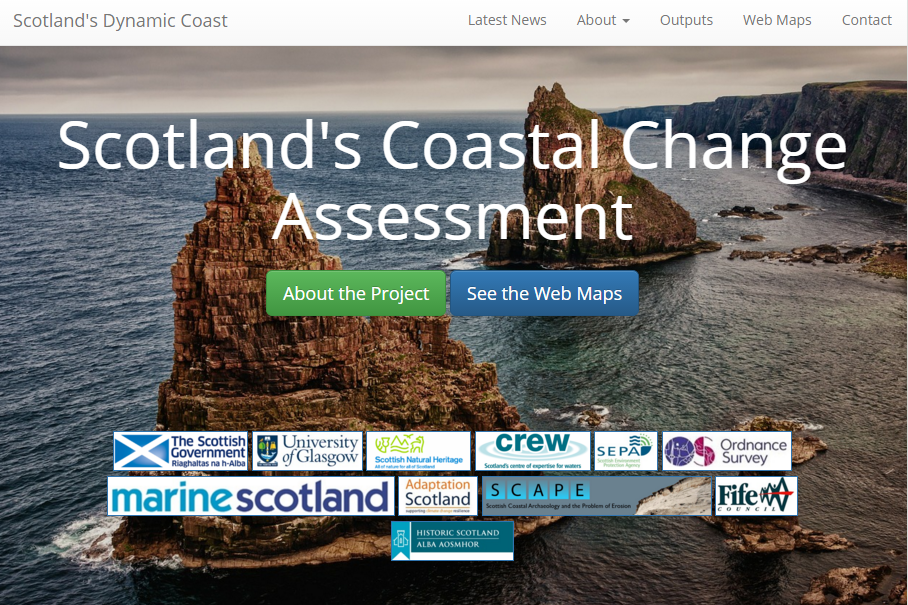 Scotland's Dynamic Coast
Latest News
About
Outputs
Web Maps
Contact
Scotland's Coastal Change
Assessment
About the Project
See the Web Maps
The Scottish
Government
Riaghaltas na h-Alba
University
of Glasgow
Scottish Natural Heritage
All of nature for all of Scotland
crew
Scotland's centre of expertise for waters
SEPA
Scottish Environment
Protection Agency
Ordnance
Survey
marinescotland
Adaptation
Scotland
supporting climate change resilience
SCAPE
Scottish Coastal Archaeology and the Problem of Erosion
Fife
COUNCIL
HISTORIC SCOTLAND
ALBA AOSMHOR